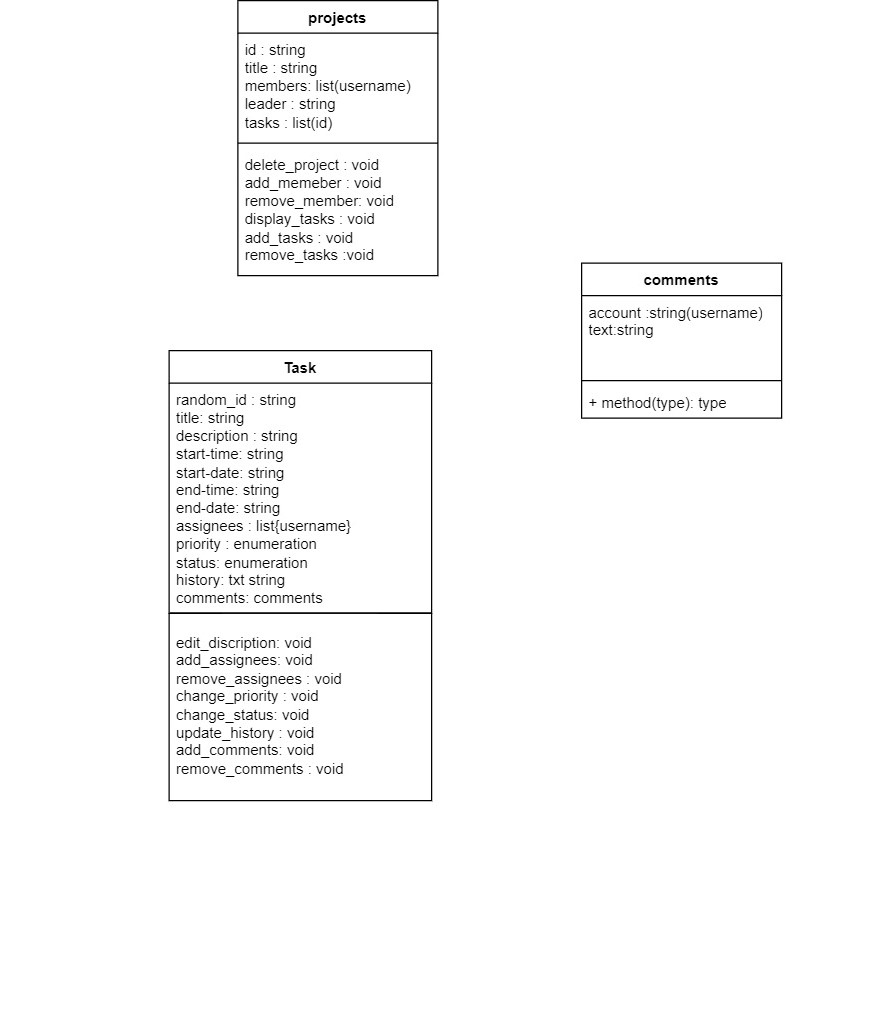 projects
id : string
title : string
members: list(username)
leader : string
tasks : list(id)
delete_project : void
add_memeber : void
remove_member: void
display_tasks : void
add_tasks : void
remove_tasks :void
comments
account :string(username)
text:string
+ method(type): type
Task
random_id : string
title: string
description : string
start-time: string
start-date: string
end-time: string
end-date: string
assignees : list{username}
priority : enumeration
status: enumeration
history: txt string
comments: comments
edit_discription: void
add_assignees: void
remove_assignees : void
change_priority : void
change_status: void
update_history : void
add_comments: void
remove_comments : void